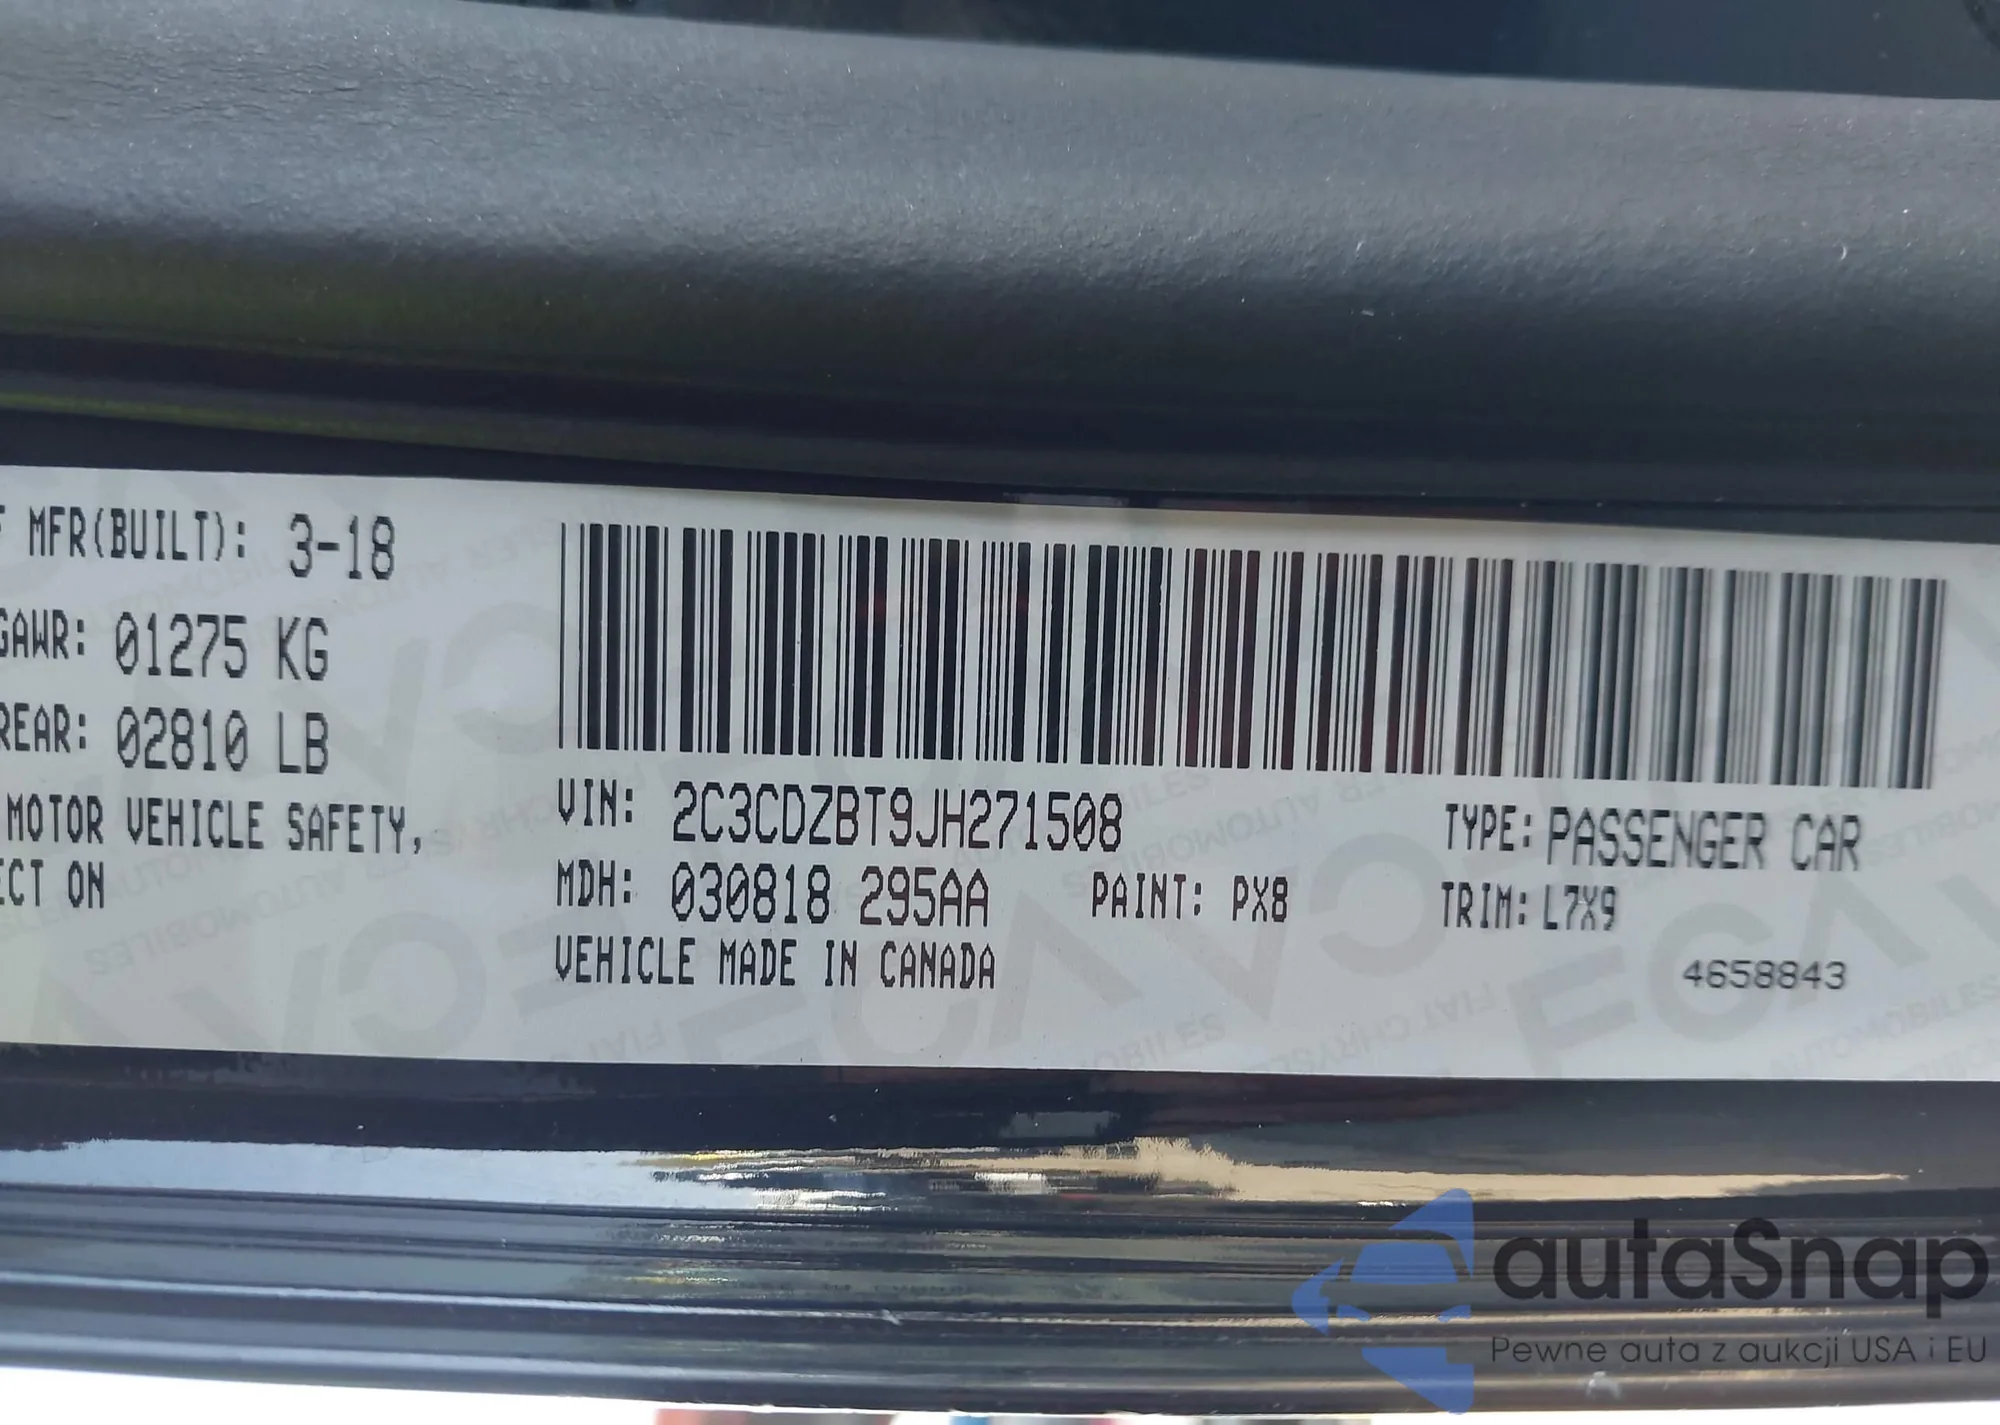 MFR(BUILT): 3-18
GAWR: 01275 KG
REAR: 02810 LB
MOTOR VEHICLE SAFETY,
ECT ON
VIN: 2C3CDZBT9JH271508
TYPE: PASSENGER CAR
MDH: 030818 295AA
PAINT: PX8
TRIM: L7X9
VEHICLE MADE IN CANADA
4658843
autaSnap
Pewne auta z aukcji USA i EU